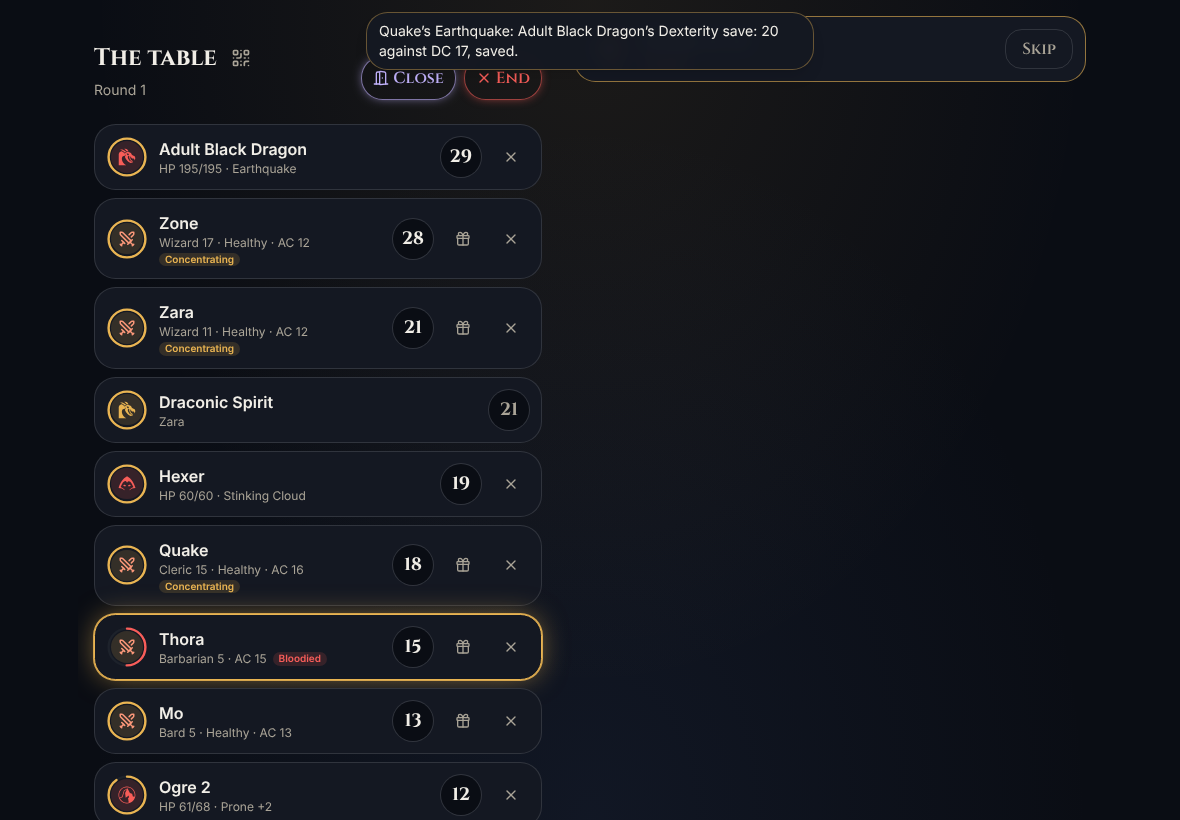 Quake’s Earthquake: Adult Black Dragon’s Dexterity save: 20
against DC 17, saved.
The table
Skip
Close
End
Round 1
Adult Black Dragon
HP 195/195 · Earthquake
29
Zone
Wizard 17 · Healthy · AC 12
Concentrating
28
Zara
Wizard 11 · Healthy · AC 12
Concentrating
21
Draconic Spirit
Zara
21
Hexer
HP 60/60 · Stinking Cloud
19
Quake
Cleric 15 · Healthy · AC 16
Concentrating
18
Thora
Barbarian 5 · AC 15 Bloodied
15
Mo
Bard 5 · Healthy · AC 13
13
Ogre 2
HP 61/68 · Prone +2
12